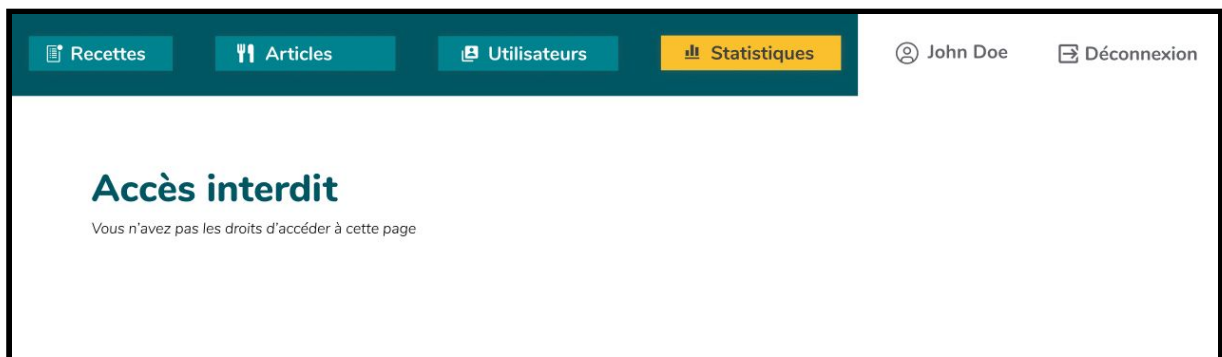 Recettes Articles Utilisateurs Statistiques John Doe Déconnexion
Accès interdit
Vous n'avez pas les droits d'accéder à cette page